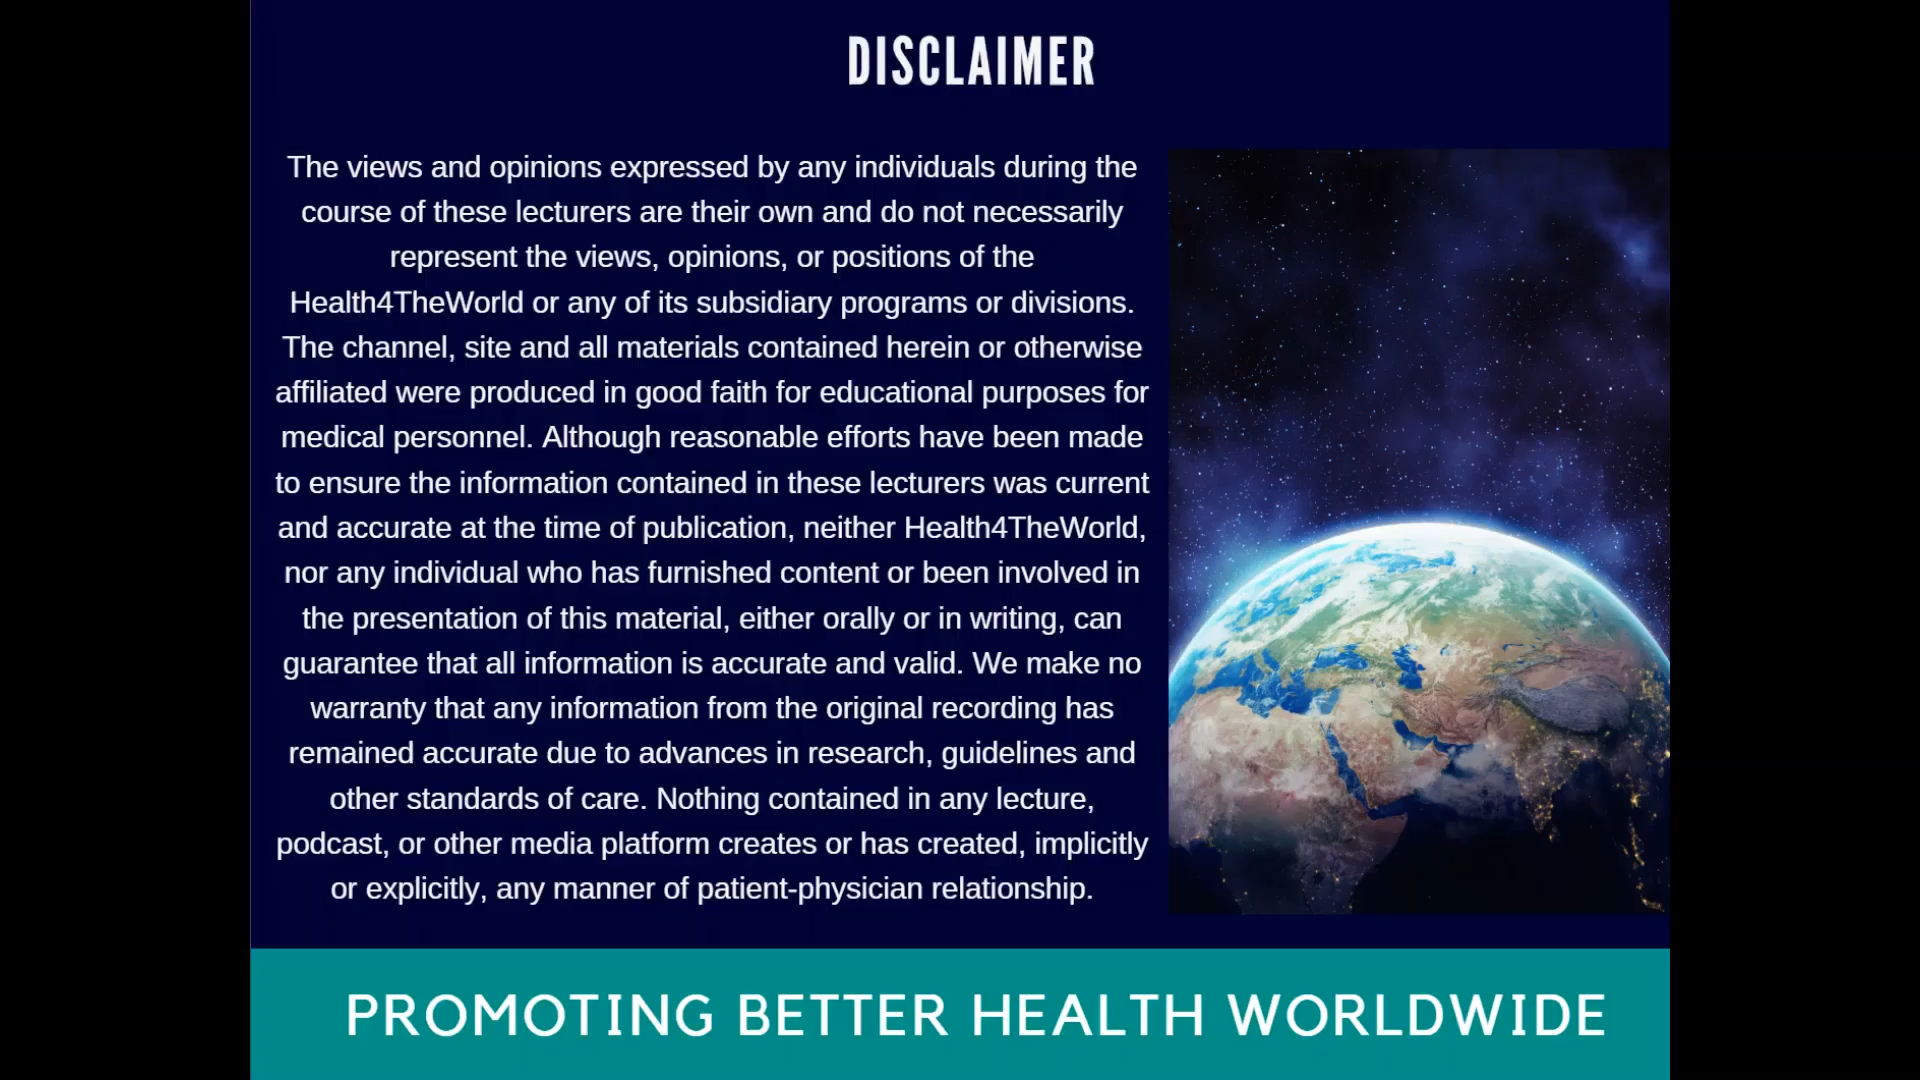 DISCLAIMER
The views and opinions expressed by any individuals during the
course of these lecturers are their own and do not necessarily
represent the views, opinions, or positions of the
Health4TheWorld or any of its subsidiary programs or divisions.
The channel, site and all materials contained herein or otherwise
affiliated were produced in good faith for educational purposes for
medical personnel. Although reasonable efforts have been made
to ensure the information contained in these lecturers was current
and accurate at the time of publication, neither Health4TheWorld,
nor any individual who has furnished content or been involved in
the presentation of this material, either orally or in writing, can
guarantee that all information is accurate and valid. We make no
warranty that any information from the original recording has
remained accurate due to advances in research, guidelines and
other standards of care. Nothing contained in any lecture,
podcast, or other media platform creates or has created, implicitly
or explicitly, any manner of patient-physician relationship.
PROMOTING BETTER HEALTH WORLDWIDE